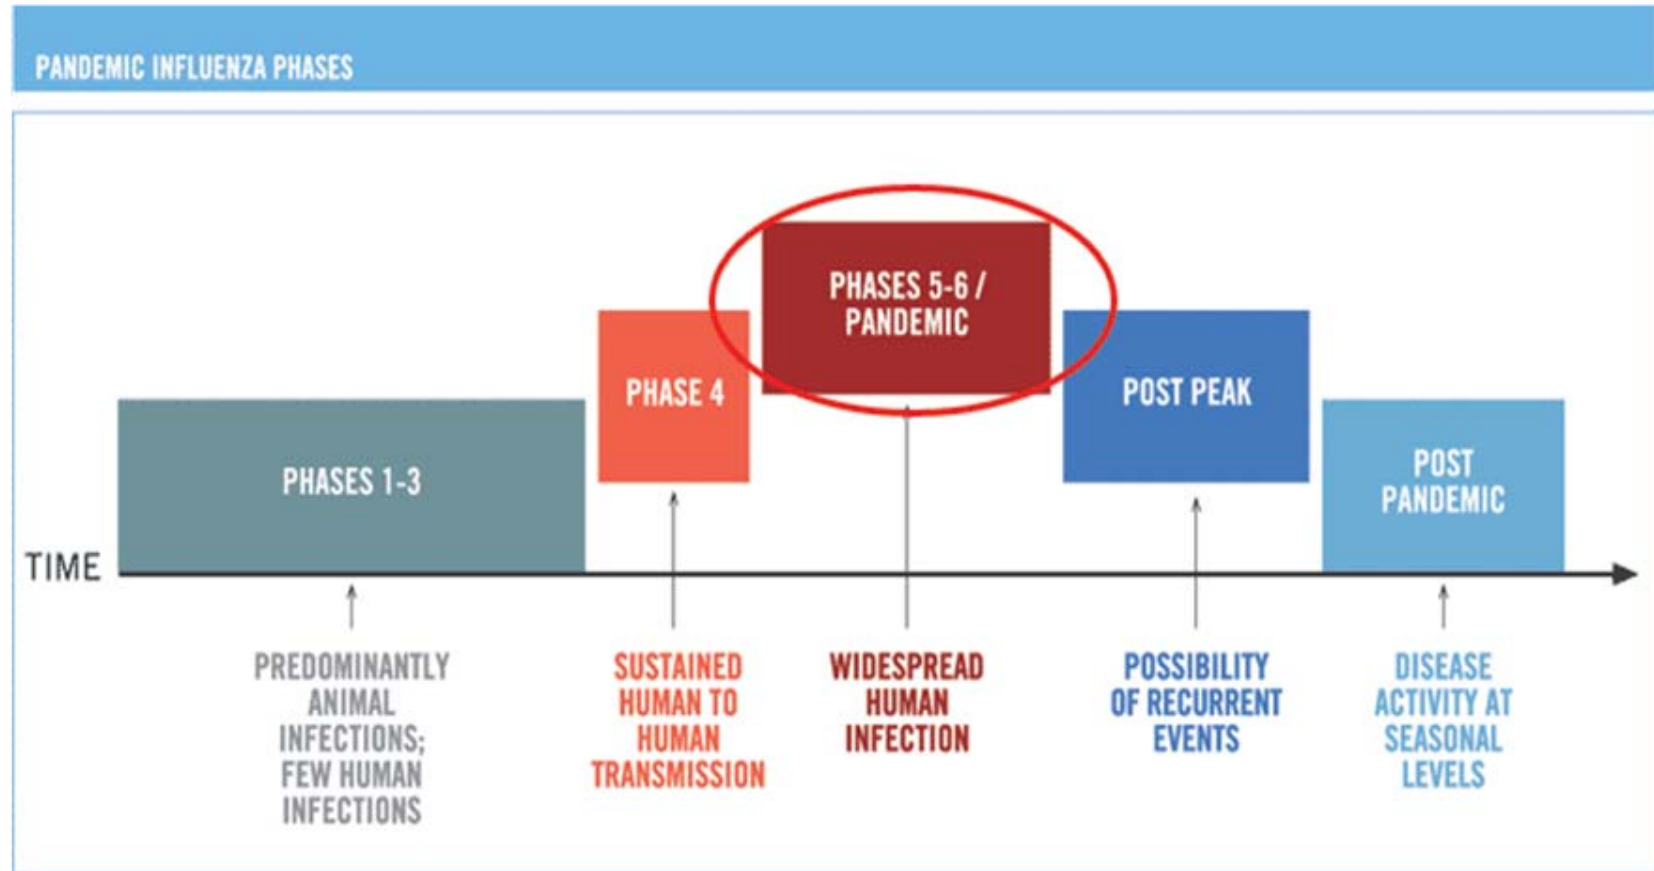 PANDEMIC INFLUENZA PHASES
PHASES 5-6 /
PANDEMIC
PHASE 4
POST PEAK
PHASES 1-3
POST
PANDEMIC
TIME
PREDOMINANTLY
ANIMAL
INFECTIONS;
FEW HUMAN
INFECTIONS
SUSTAINED
HUMAN TO
HUMAN
TRANSMISSION
WIDESPREAD
HUMAN
INFECTION
POSSIBILITY
OF RECURRENT
EVENTS
DISEASE
ACTIVITY AT
SEASONAL
LEVELS